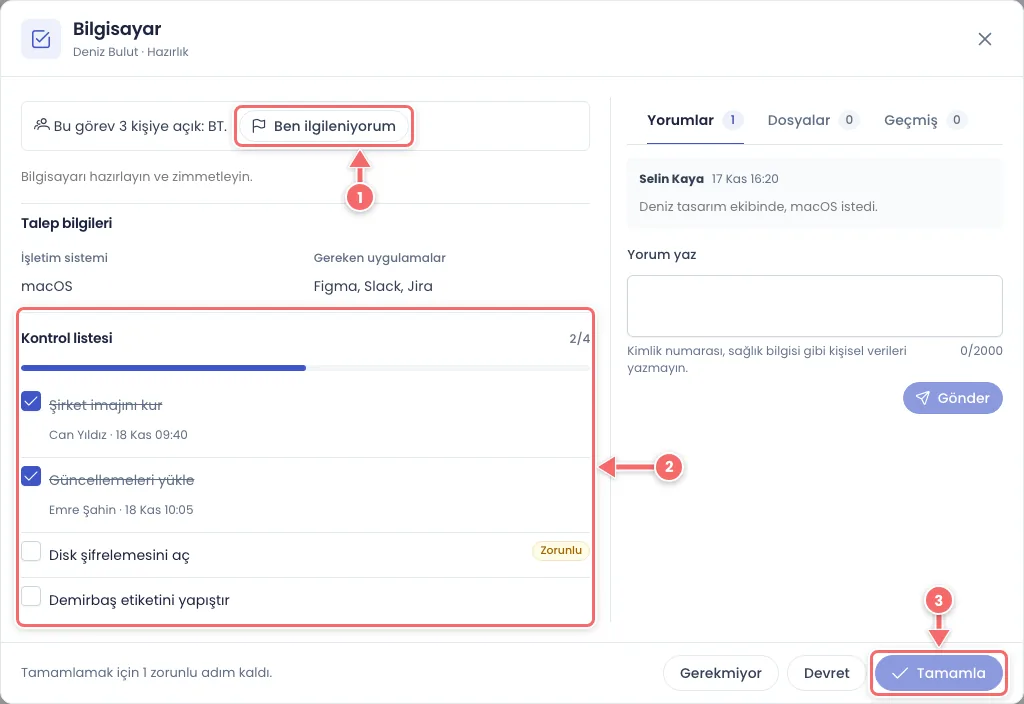 Bilgisayar
Deniz Bulut · Hazırlık
Bu görev 3 kişiye açık: BT.
Ben ilgileniyorum
1
Bilgisayarı hazırlayın ve zimmetleyin.
Talep bilgileri
İşletim sistemi
Gereken uygulamalar
macOS
Figma, Slack, Jira
Kontrol listesi
2/4
Şirket imajını kur
Can Yıldız · 18 Kas 09:40
Güncellemeleri yükle
Emre Şahin · 18 Kas 10:05
Disk şifrelemesini aç
Zorunlu
Demirbaş etiketini yapıştır
2
Yorumlar 1
Dosyalar 0
Geçmiş 0
Selin Kaya 17 Kas 16:20
Deniz tasarım ekibinde, macOS istedi.
Yorum yaz
Kimlik numarası, sağlık bilgisi gibi kişisel verileri
yazmayın.
0/2000
Gönder
3
Tamamlamak için 1 zorunlu adım kaldı.
Gerekmiyor
Devret
Tamamla